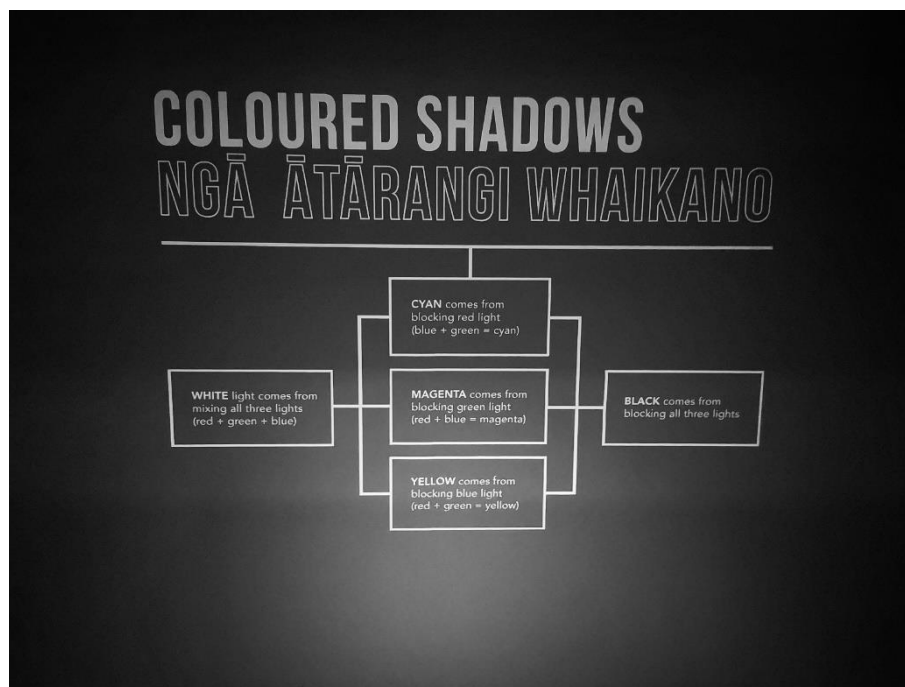 COLOURED SHADOWS
NGĀ ĀTĀRANGI WHAIKANO
CYAN comes from
blocking red light
(blue + green = cyan)
WHITE light comes from
mixing all three lights
(red + green + blue)
MAGENTA comes from
blocking green light
(red + blue = magenta)
BLACK comes from
blocking all three lights
YELLOW comes from
blocking blue light
(red + green = yellow)